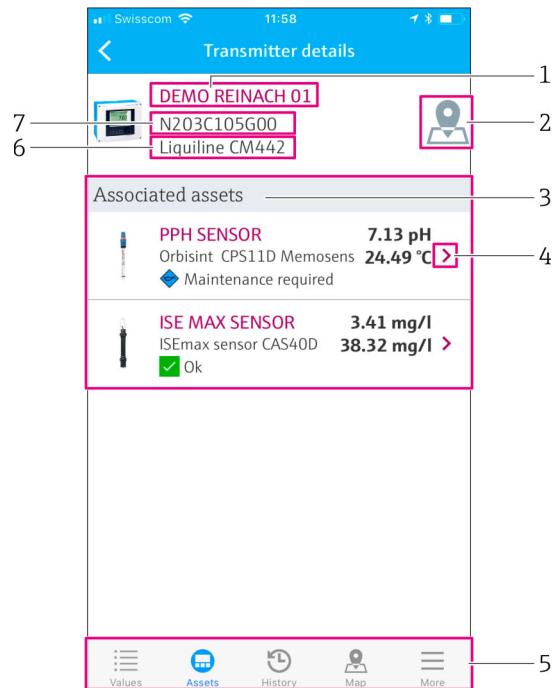 Swisscom 11:58
Transmitter details
1
DEMO REINACH 01
2
7 N203C105G00
6 Liquiline CM442
Associated assets 3
PPH SENSOR 7.13 pH
Orbisint CPS11D Memosens 24.49 °C 4
Maintenance required
ISE MAX SENSOR 3.41 mg/l
ISEmax sensor CAS40D 38.32 mg/l
Ok
5
Values Assets History Map More